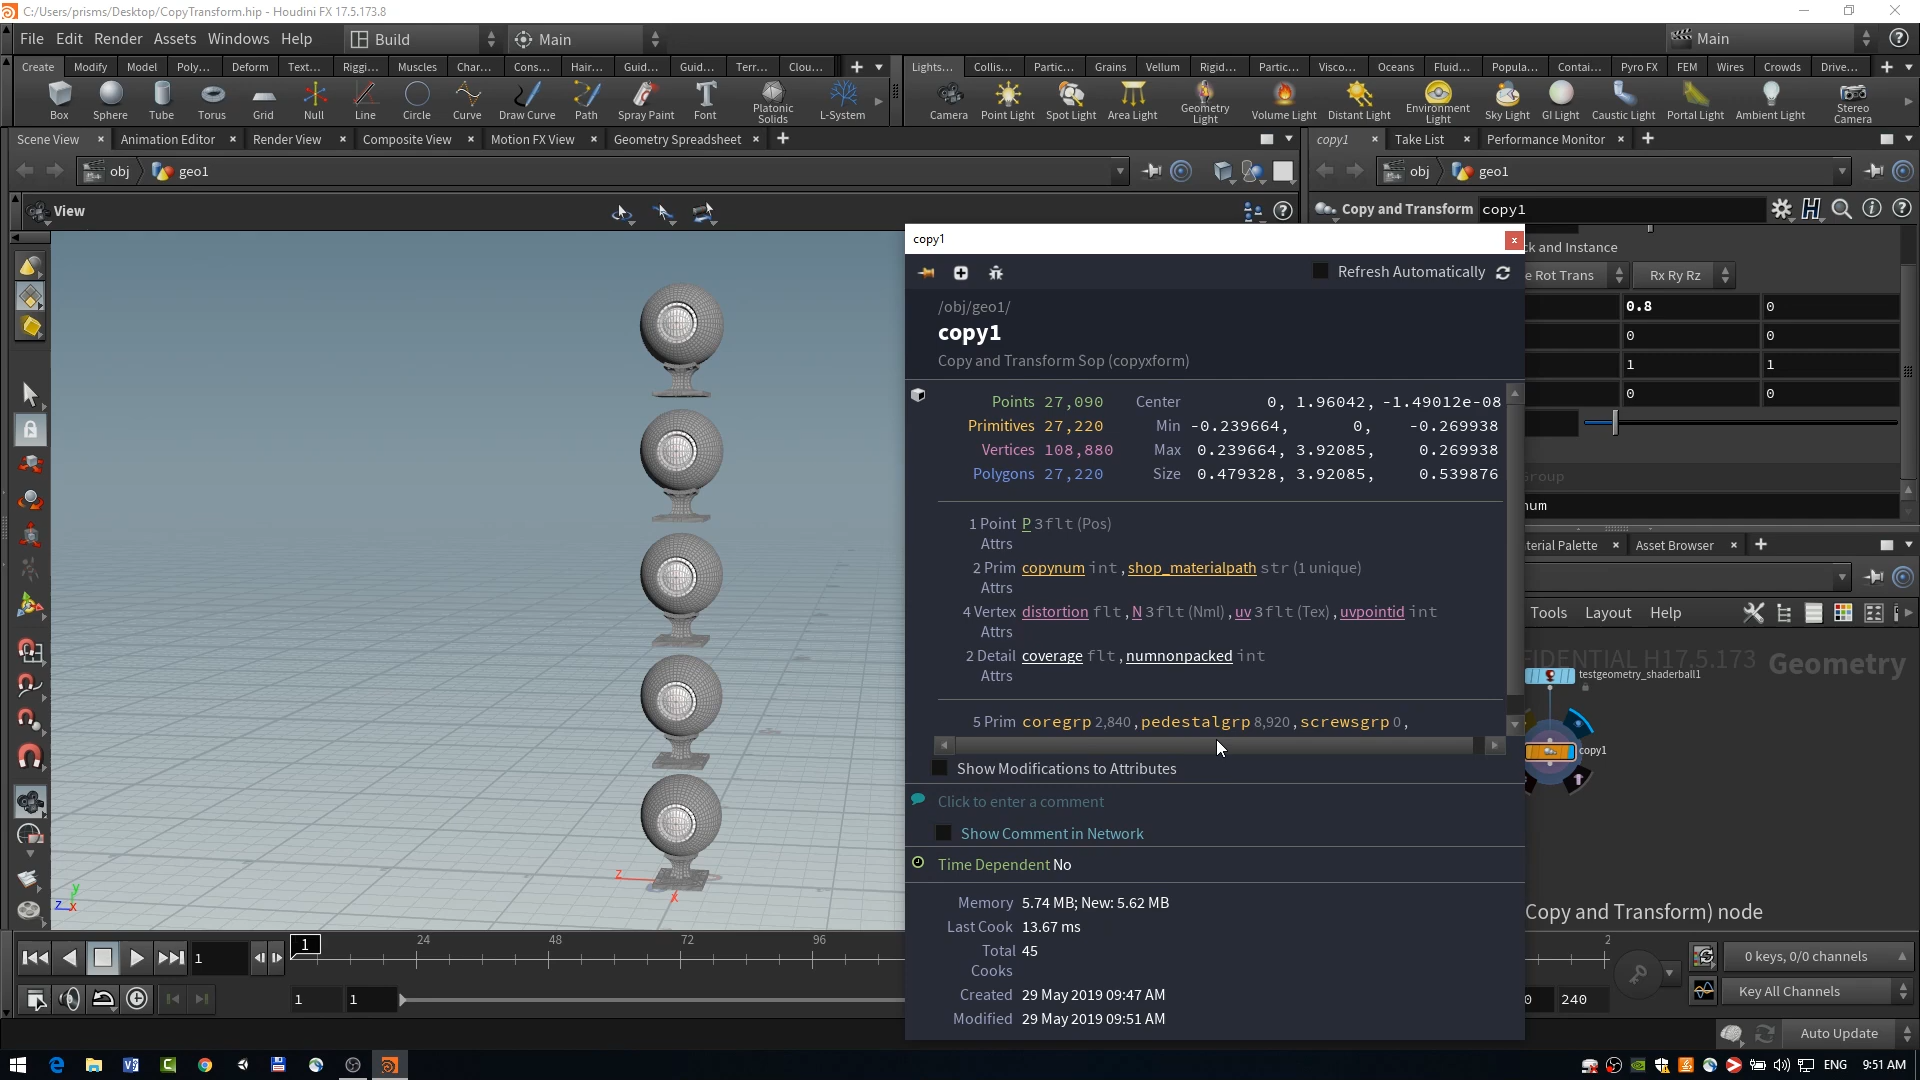 C:/Users/prisms/Desktop/CopyTransform.hip - Houdini FX 17.5.173.8
File Edit Render Assets Windows Help Build Main Main
Create Modify Model Poly... Deform Text... Riggi... Muscles Char... Cons... Hair... Guid... Guid... Terr... Clou... Lights... Collis... Partic... Grains Vellum Rigid... Partic... Visco... Oceans Fluid... Popula... Contai... Pyro FX FEM Wires Crowds Drive...
Box Sphere Tube Torus Grid Null Line Circle Curve Draw Curve Path Spray Paint Font Platonic Solids L-System Camera Point Light Spot Light Area Light Geometry Light Volume Light Distant Light Environment Light Sky Light GI Light Caustic Light Portal Light Ambient Light Stereo Camera
Scene View Animation Editor Render View Composite View Motion FX View Geometry Spreadsheet copy1 Take List Performance Monitor
obj geo1 obj geo1
View Copy and Transform copy1
copy1
ck and Instance
Refresh Automatically
e Rot Trans Rx Ry Rz
/obj/geo1/
0.8 0
copy1
0 0
Copy and Transform Sop (copyxform)
1 1
0 0
Points 27,090 Center 0, 1.96042, -1.49012e-08
Primitives 27,220 Min -0.239664, 0, -0.269938
Vertices 108,880 Max 0.239664, 3.92085, 0.269938
Polygons 27,220 Size 0.479328, 3.92085, 0.539876
Group
num
1 Point Attrs P 3flt (Pos)
2 Prim Attrs copynum int, shop_materialpath str (1 unique)
4 Vertex Attrs distortion flt, N 3flt (Nml), uv 3flt (Tex), uvpointid int
2 Detail Attrs coverage flt, numnonpacked int
5 Prim coregrp 2,840, pedestalgrp 8,920, screwsgrp 0,
terial Palette Asset Browser
Tools Layout Help
FIDENTIAL H17.5.173 Geometry
testgeometry_shaderball1
copy1
Show Modifications to Attributes
Click to enter a comment
Show Comment in Network
Time Dependent No
Memory 5.74 MB; New: 5.62 MB
Last Cook 13.67 ms
Total Cooks 45
Created 29 May 2019 09:47 AM
Modified 29 May 2019 09:51 AM
Copy and Transform) node
z x
y z x
1 1 24 48 72 96 2
0 keys, 0/0 channels
1 1 0 240 Key All Channels
Auto Update
ENG 9:51 AM